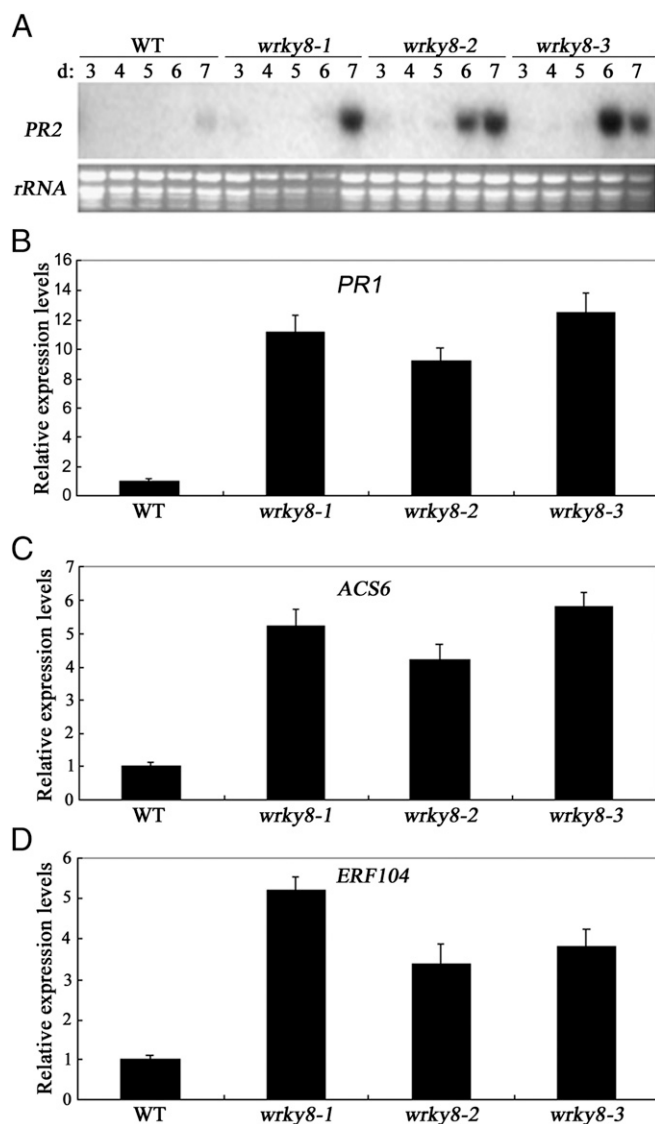 A
WT wrky8-1 wrky8-2 wrky8-3
d: 3 4 5 6 7 3 4 5 6 7 3 4 5 6 7 3 4 5 6 7
PR2
rRNA
B
PR1
Relative expression levels
16
14
12
10
8
6
4
2
0
WT wrky8-1 wrky8-2 wrky8-3
C
ACS6
Relative expression levels
7
6
5
4
3
2
1
0
WT wrky8-1 wrky8-2 wrky8-3
D
ERF104
Relative expression levels
6
5
4
3
2
1
0
WT wrky8-1 wrky8-2 wrky8-3